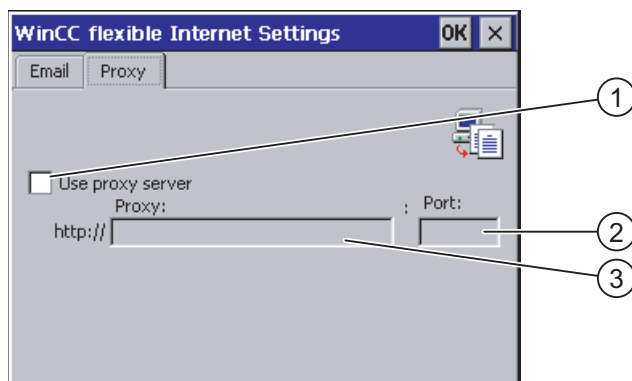 WinCC flexible Internet Settings OK ×
Email Proxy
1
Use proxy server
Proxy: : Port:
http://
2
3